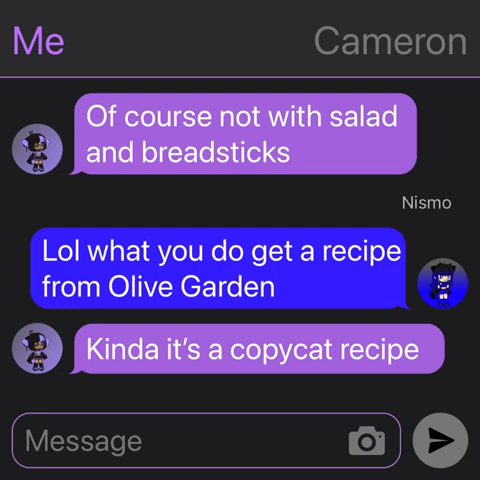 Me
Cameron
Of course not with salad
and breadsticks
Nismo
Lol what you do get a recipe
from Olive Garden
Kinda it’s a copycat recipe
Message